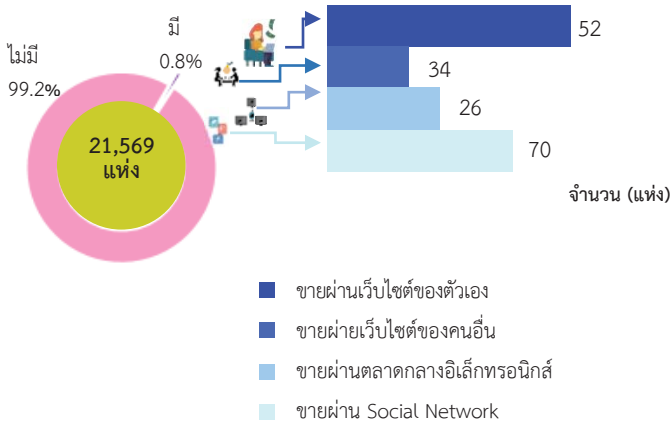 ไม่มี
99.2%
มี
0.8%
21,569
แห่ง
52
34
26
70
จำนวน (แห่ง)
ขายผ่านเว็บไซต์ของตัวเอง
ขายผ่ายเว็บไซต์ของคนอื่น
ขายผ่านตลาดกลางอิเล็กทรอนิกส์
ขายผ่าน Social Network